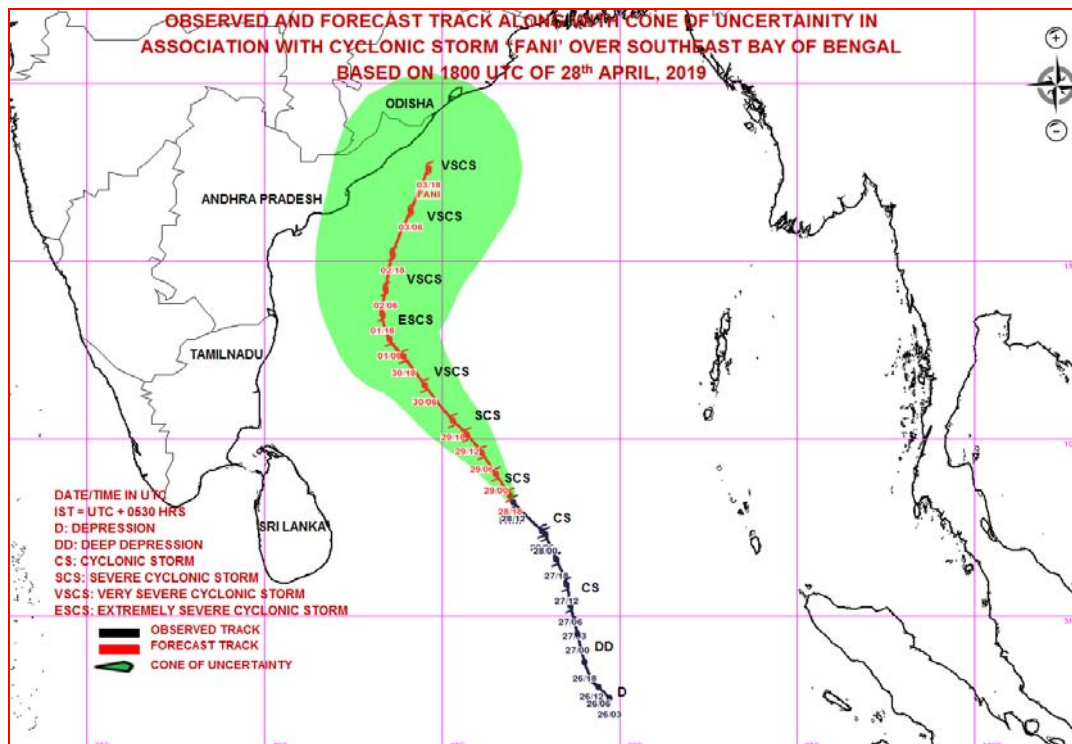 OBSERVED AND FORECAST TRACK ALONG WITH CONE OF UNCERTAINITY IN
ASSOCIATION WITH CYCLONIC STORM ‘FANI’ OVER SOUTHEAST BAY OF BENGAL
BASED ON 1800 UTC OF 28th APRIL, 2019
ODISHA
VSCS
03/18
FANI
ANDHRA PRADESH
VSCS
03/06
02/18
VSCS
02/06
ESCS
01/18
TAMILNADU
01/06
30/18
VSCS
30/06
SCS
29/18
29/12
29/06
SCS
29/00
28/18
28/12
CS
28/00
27/18
CS
27/12
27/06
27/03
DD
27/00
26/18
D
26/12
26/06
26/03
SRI LANKA
DATE/TIME IN UTC
IST = UTC + 0530 HRS
D: DEPRESSION
DD: DEEP DEPRESSION
CS: CYCLONIC STORM
SCS: SEVERE CYCLONIC STORM
VSCS: VERY SEVERE CYCLONIC STORM
ESCS: EXTREMELY SEVERE CYCLONIC STORM
OBSERVED TRACK
FORECAST TRACK
CONE OF UNCERTAINTY